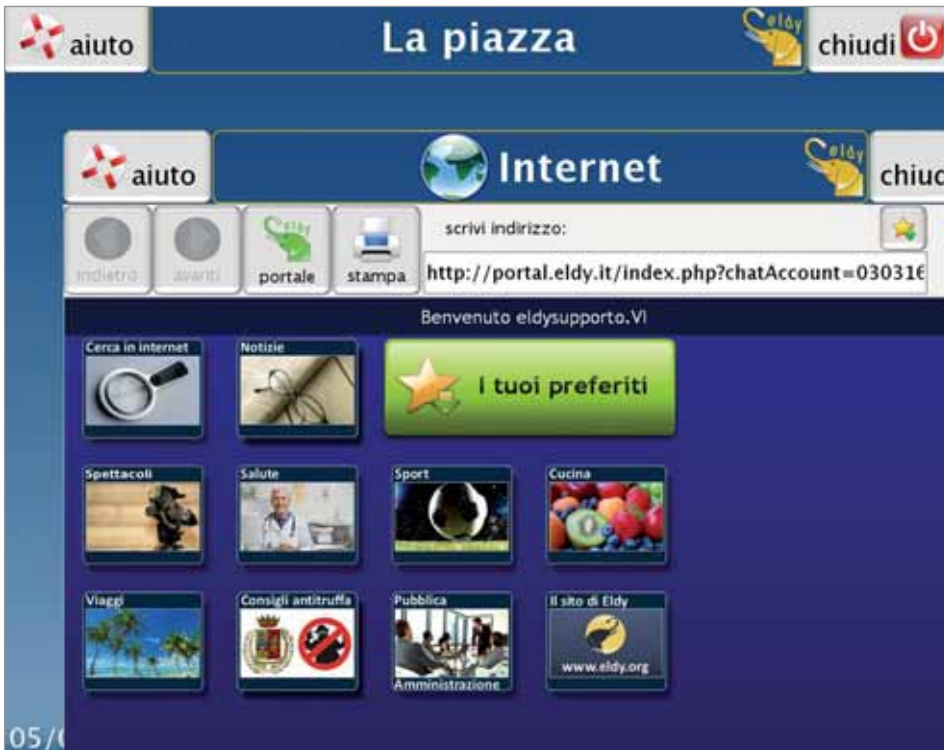 aiuto
La piazza
eldy
chiudi
aiuto
Internet
eldy
chiud
indietro
avanti
eldy
portale
stampa
scrivi indirizzo:
http://portal.eldy.it/index.php?chatAccount=030316
Benvenuto eldysupporto.VI
Cerca in internet
Notizie
I tuoi preferiti
Spettacoli
Salute
Sport
Cucina
Viaggi
Consigli antitruffa
Pubblica
Amministrazione
Il sito di Eldy
www.eldy.org
05/